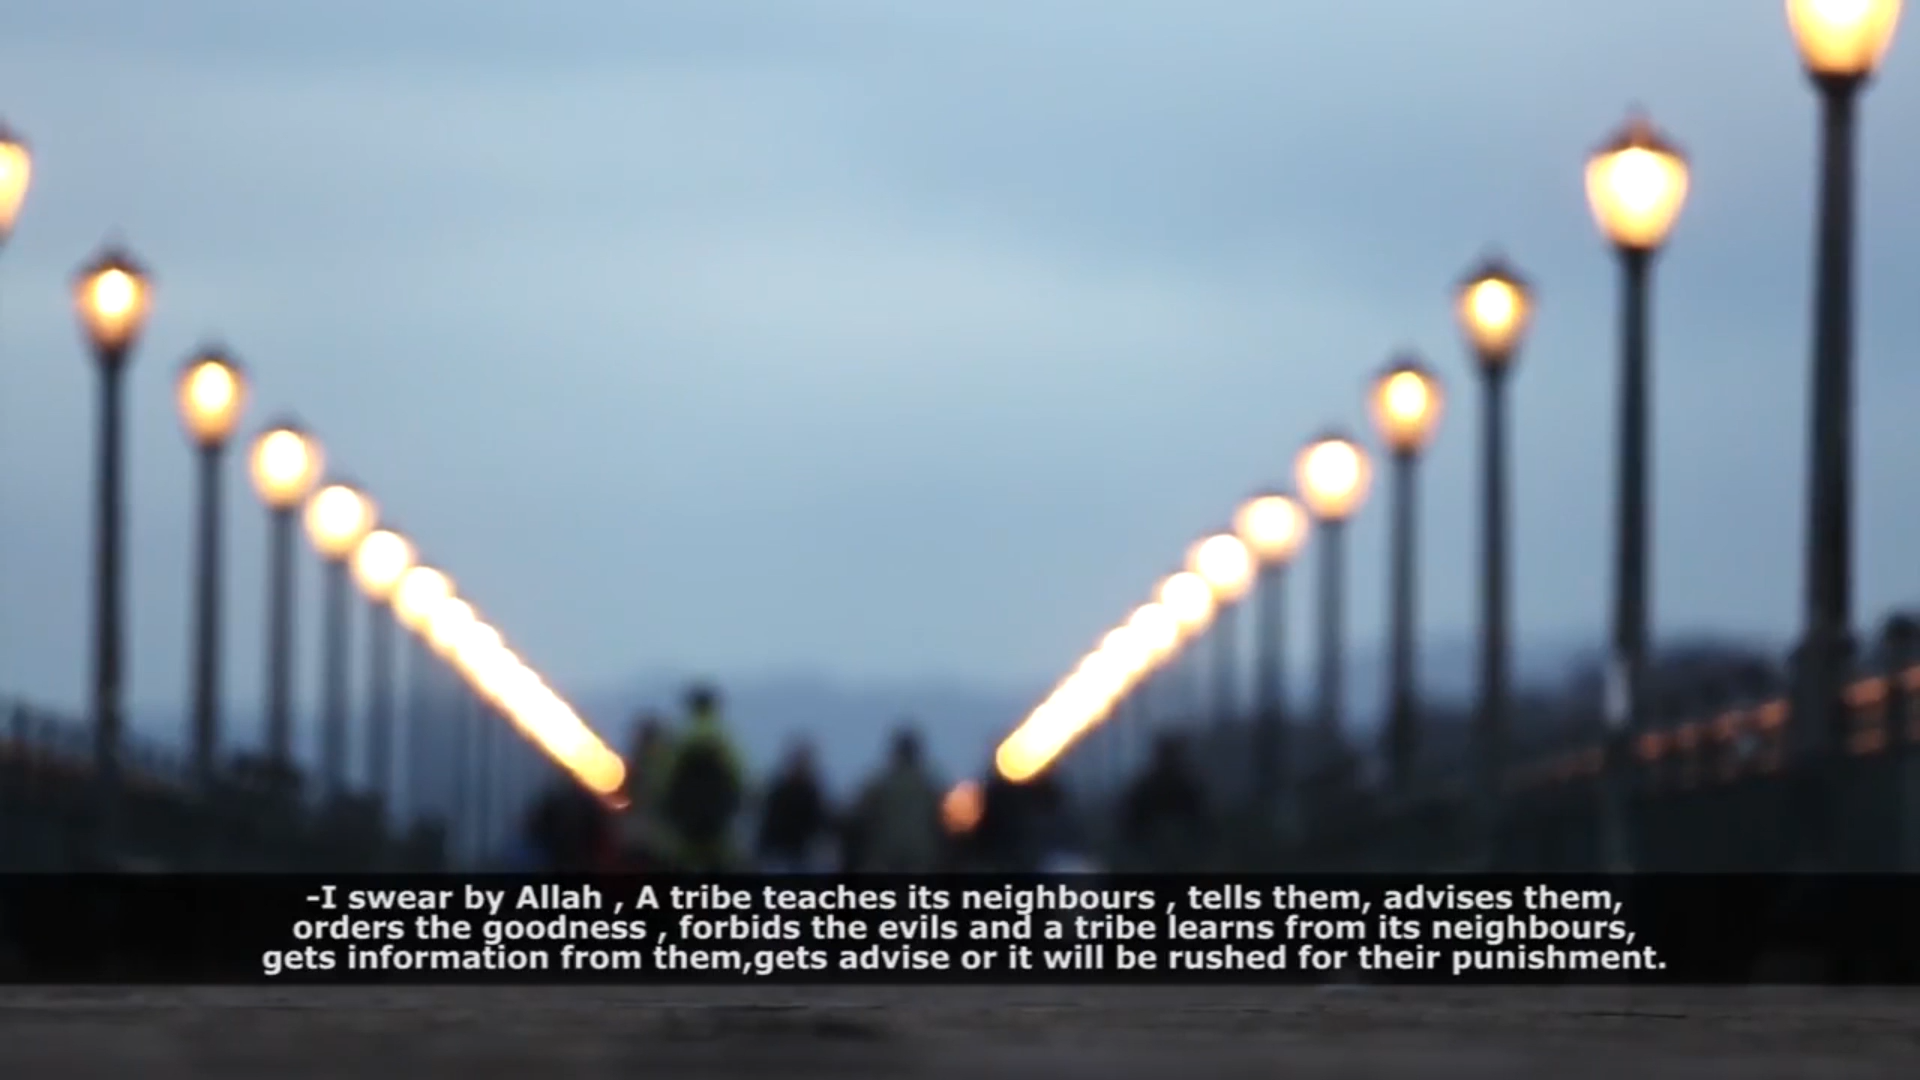 -I swear by Allah , A tribe teaches its neighbours , tells them, advises them,
orders the goodness , forbids the evils and a tribe learns from its neighbours,
gets information from them,gets advise or it will be rushed for their punishment.